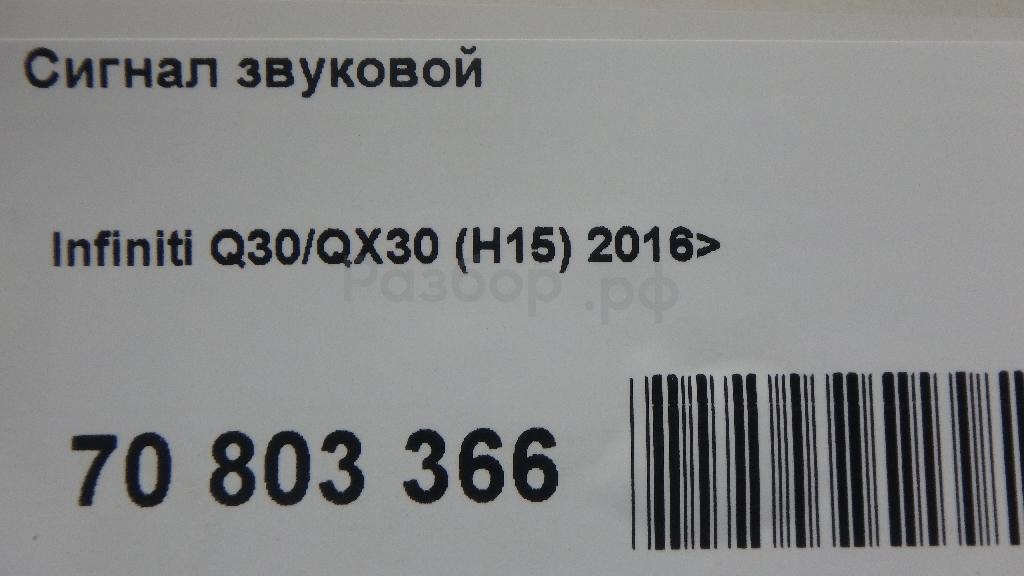 Сигнал звуковой
Infiniti Q30/QX30 (H15) 2016>
Разбор.рф
70 803 366